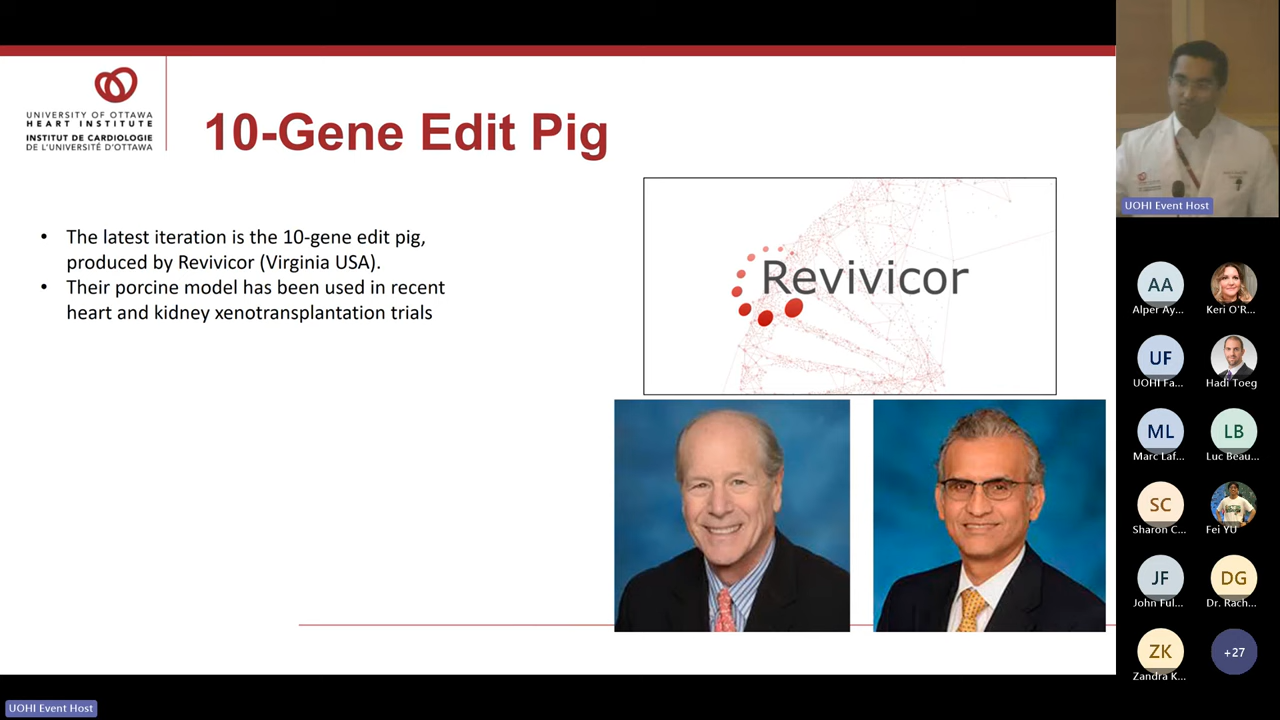 UNIVERSITY OF OTTAWA
HEART INSTITUTE
INSTITUT DE CARDIOLOGIE
DE L'UNIVERSITÉ D'OTTAWA
10-Gene Edit Pig
• The latest iteration is the 10-gene edit pig,
produced by Revivicor (Virginia USA).
• Their porcine model has been used in recent
heart and kidney xenotransplantation trials
Revivicor
UOHI Event Host
AA
Alper Ay...
Keri O'R...
UF
UOHI Fa...
Hadi Toeg
ML
Marc Laf...
LB
Luc Beau...
SC
Sharon C...
Fei YU
JF
John Ful...
DG
Dr. Rach...
ZK
Zandra K...
+27
UOHI Event Host